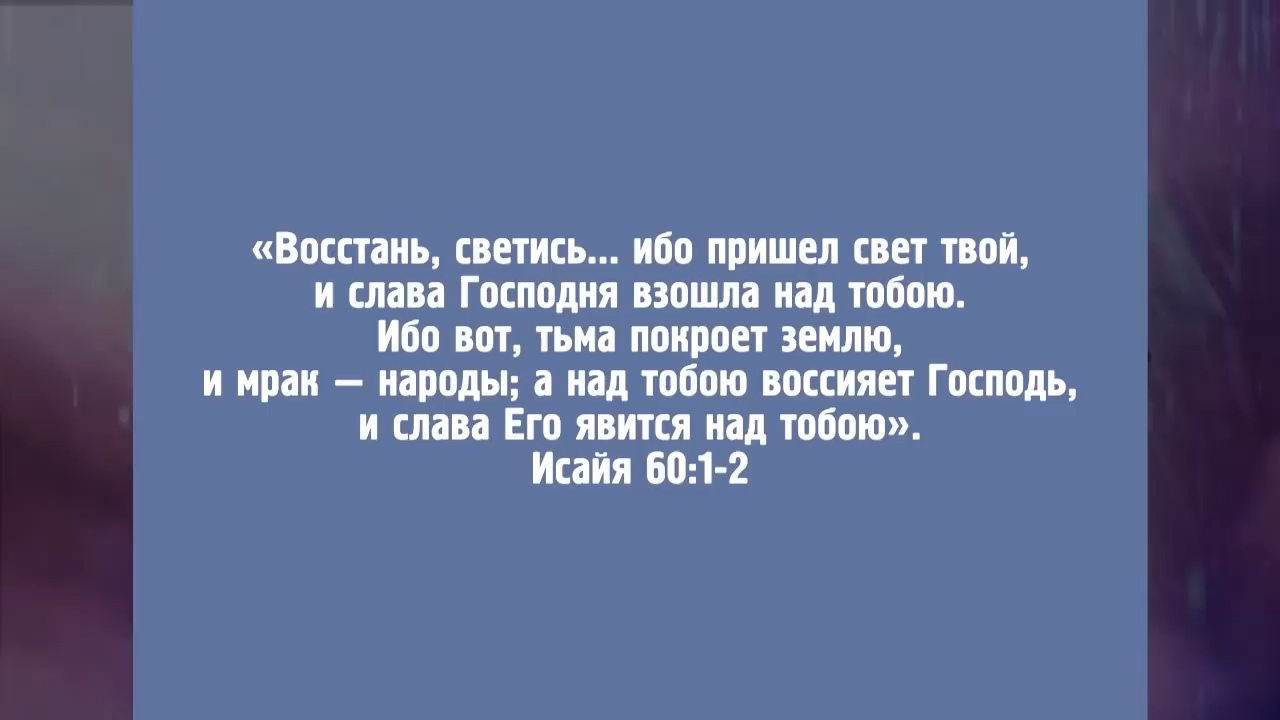 «Восстань, светись... ибо пришел свет твой,
и слава Господня взошла над тобою.
Ибо вот, тьма покроет землю,
и мрак — народы; а над тобою воссияет Господь,
и слава Его явится над тобою».
Исайя 60:1-2